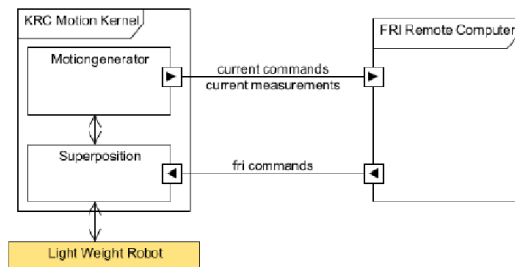 KRC Motion Kernel
FRI Remote Computer
Motiongenerator
current commands
current measurements
Superposition
fri commands
Light Weight Robot